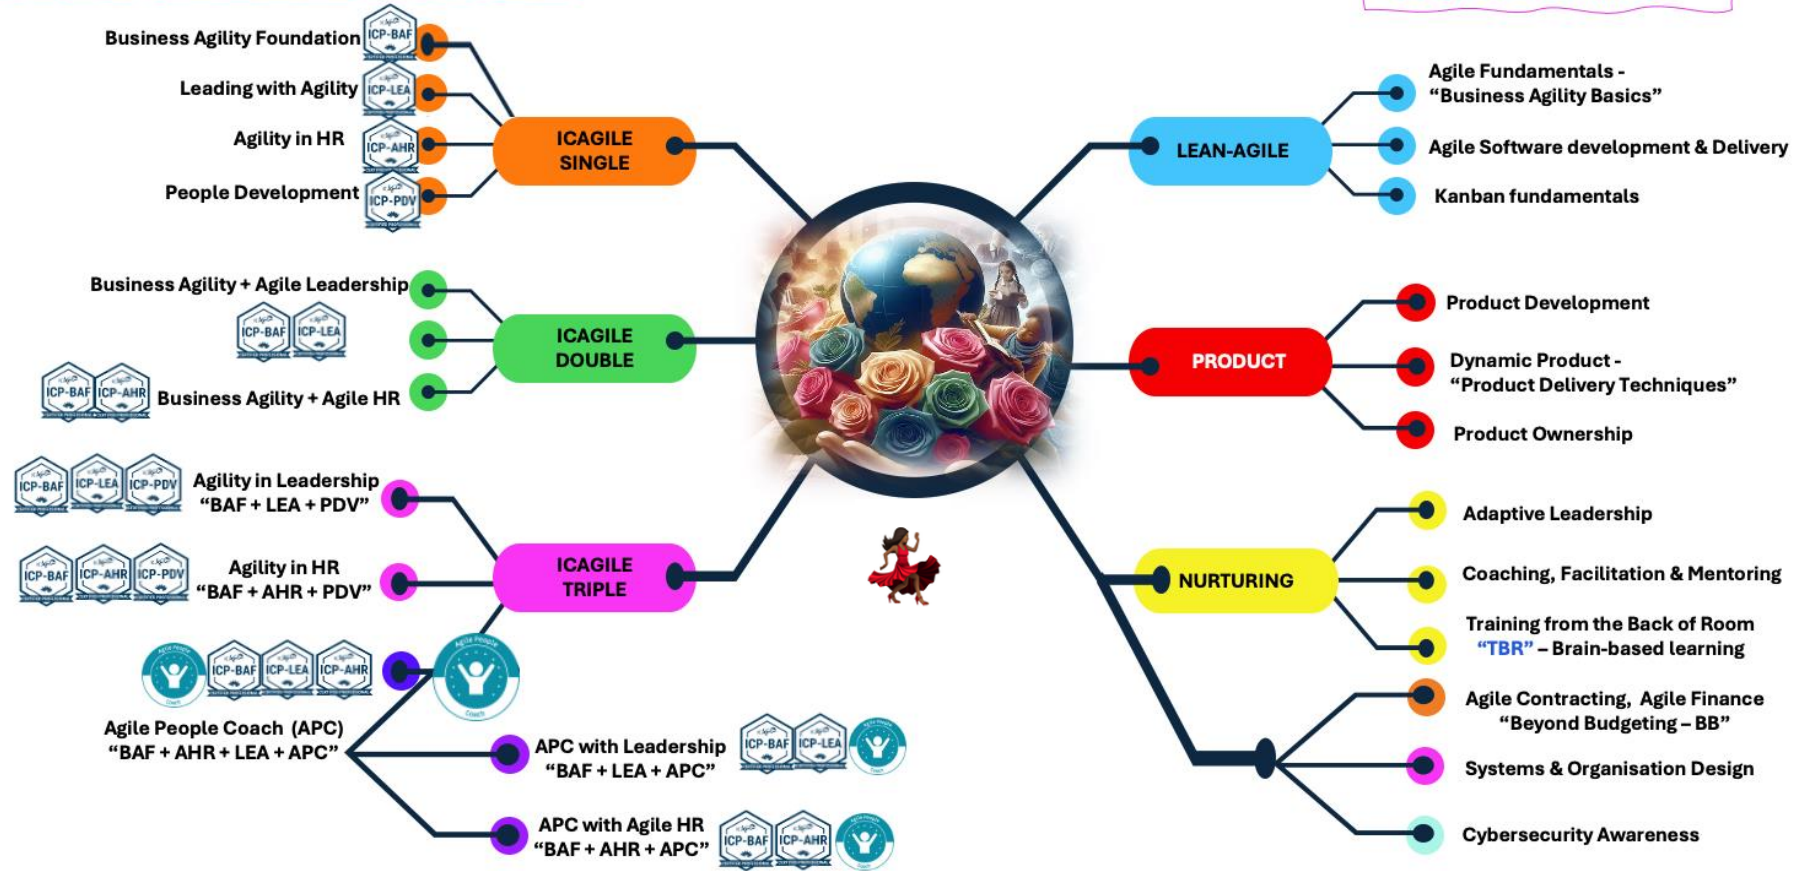 Business Agility Foundation
ICP-BAF
Leading with Agility
ICP-LEA
Agility in HR
ICP-AHR
People Development
ICP-PDV
ICAGILE
SINGLE
Business Agility + Agile Leadership
ICP-BAF ICP-LEA
ICP-BAF ICP-AHR
Business Agility + Agile HR
ICAGILE
DOUBLE
ICP-BAF ICP-LEA ICP-PDV
Agility in Leadership
“BAF + LEA + PDV”
ICP-BAF ICP-AHR ICP-PDV
Agility in HR
“BAF + AHR + PDV”
ICAGILE
TRIPLE
ICP-BAF ICP-LEA ICP-AHR
Agile People
Coach
Agile People Coach (APC)
“BAF + AHR + LEA + APC”
APC with Leadership
“BAF + LEA + APC”
ICP-BAF ICP-LEA
APC with Agile HR
“BAF + AHR + APC”
ICP-BAF ICP-AHR
LEAN-AGILE
Agile Fundamentals -
“Business Agility Basics”
Agile Software development & Delivery
Kanban fundamentals
PRODUCT
Product Development
Dynamic Product -
“Product Delivery Techniques”
Product Ownership
NURTURING
Adaptive Leadership
Coaching, Facilitation & Mentoring
Training from the Back of Room
“TBR” – Brain-based learning
Agile Contracting, Agile Finance
“Beyond Budgeting – BB”
Systems & Organisation Design
Cybersecurity Awareness